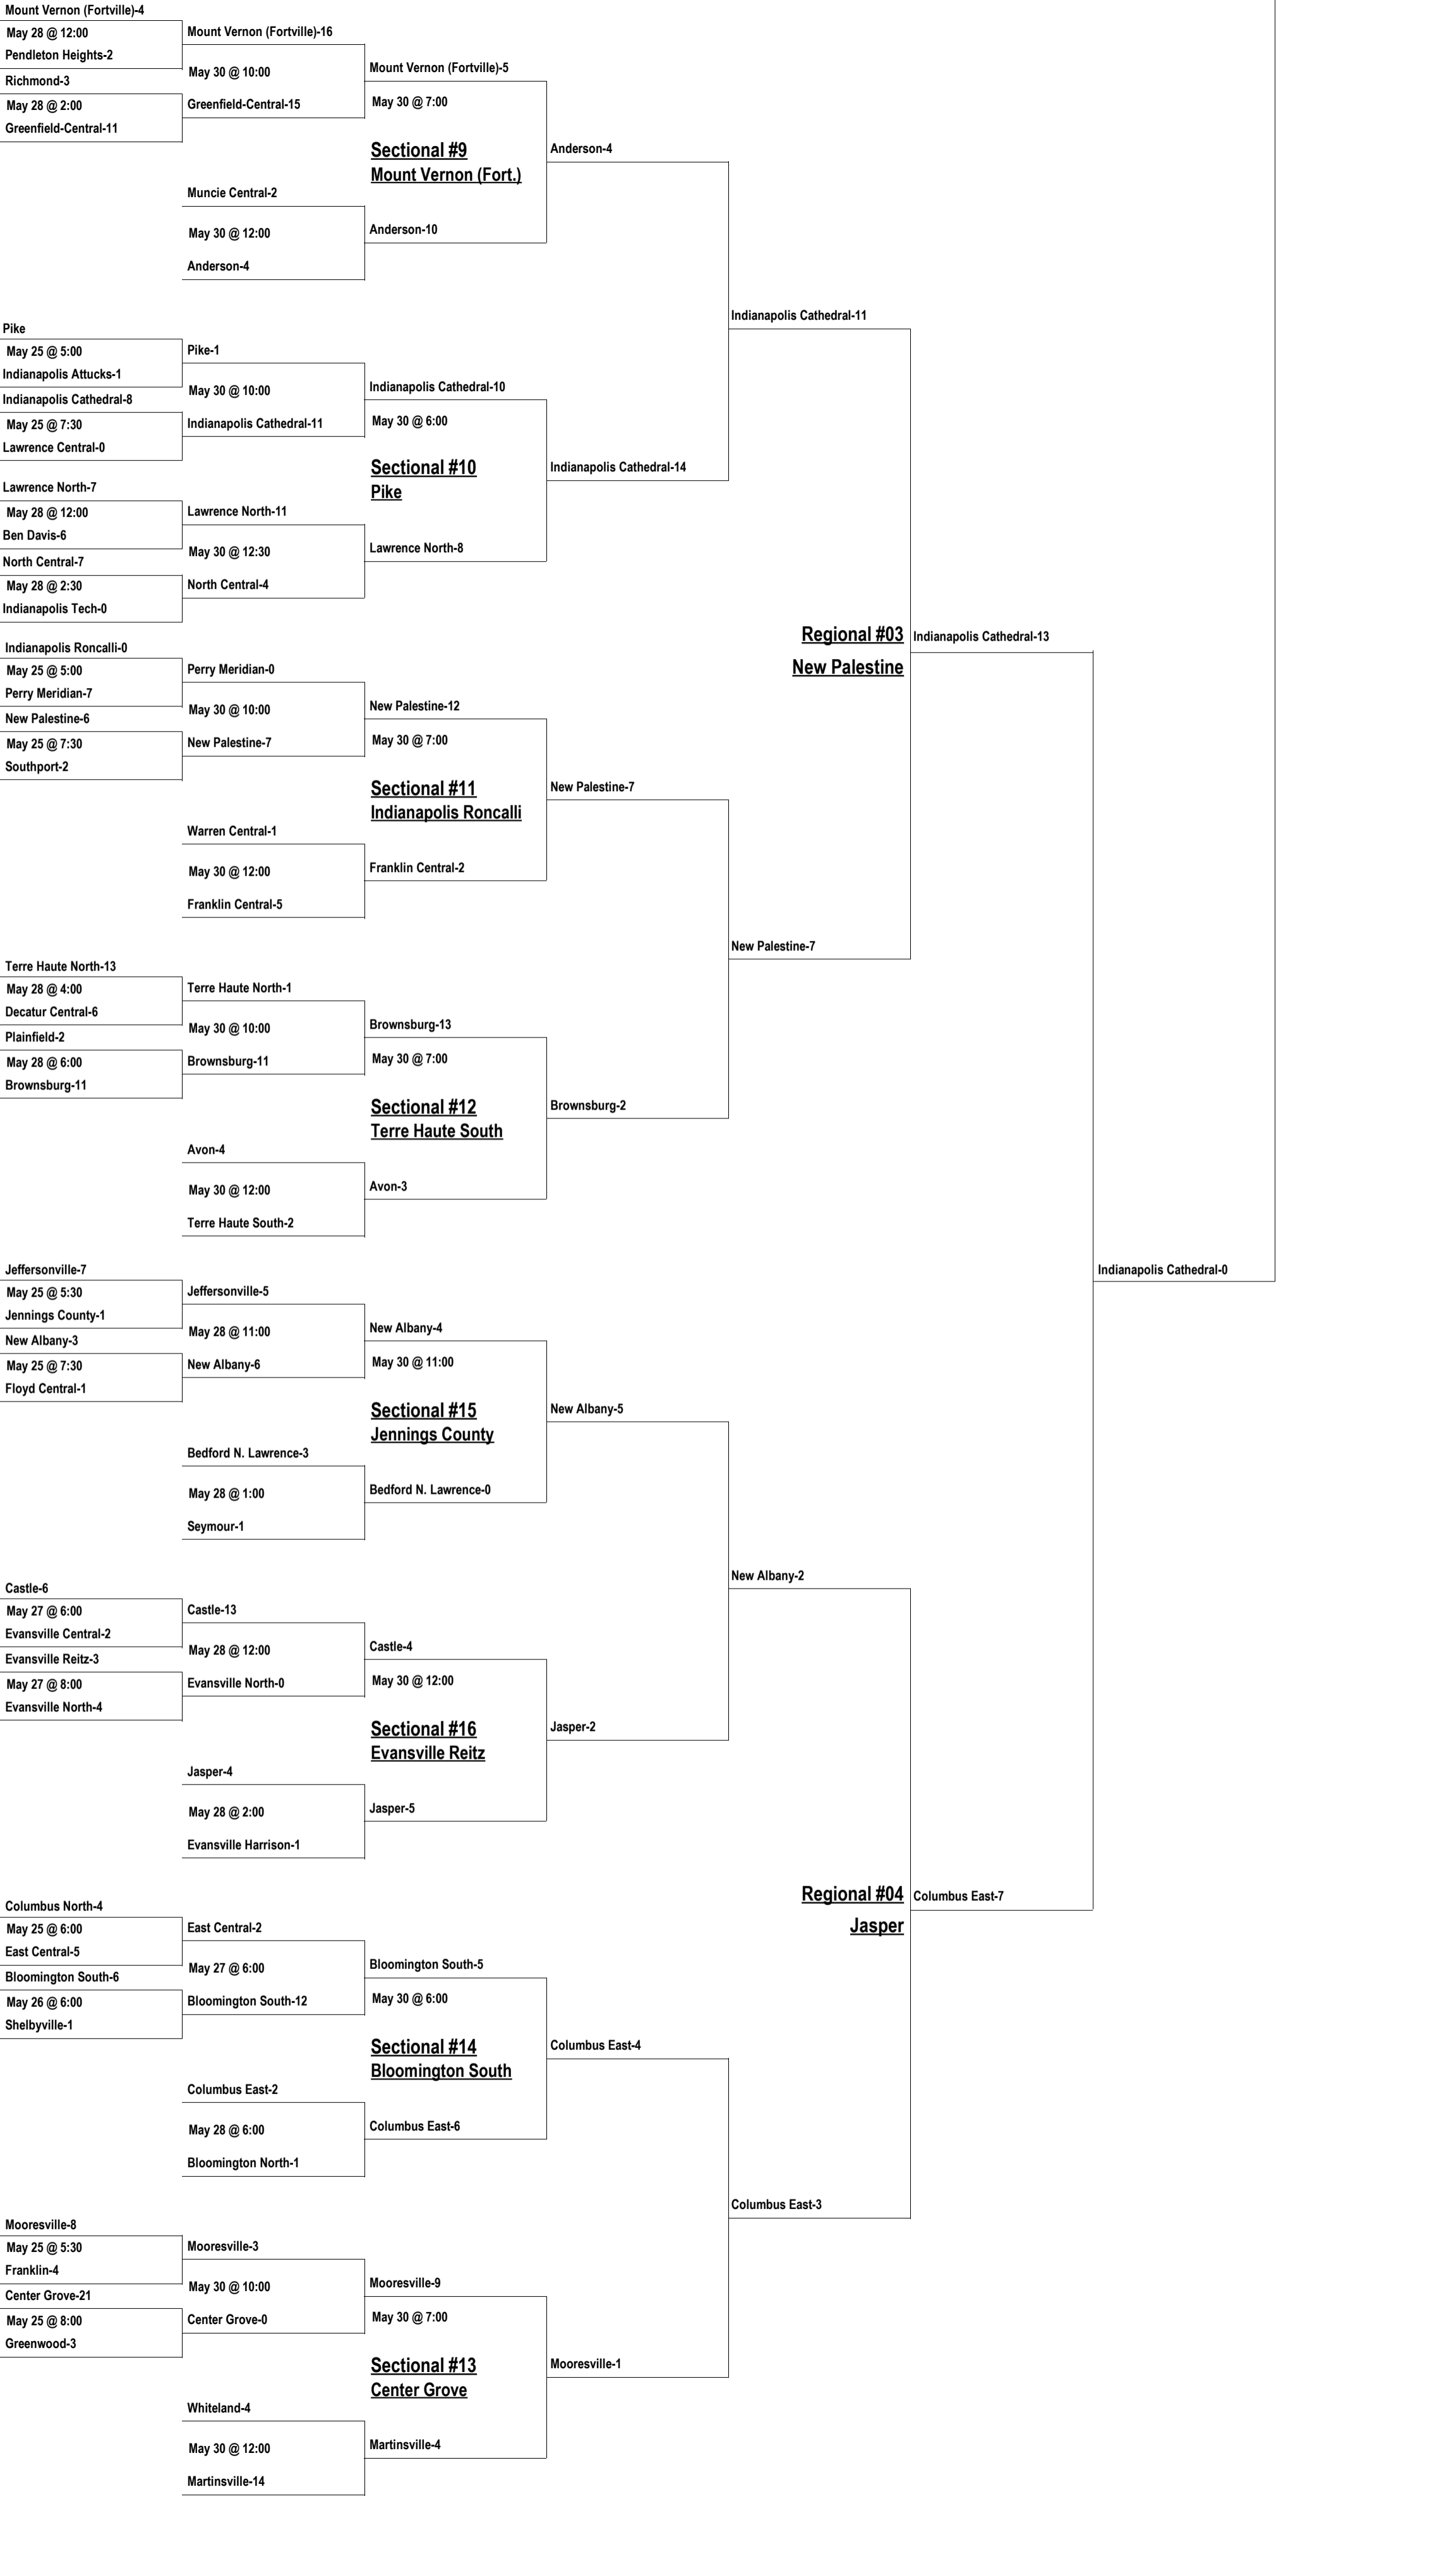 Mount Vernon (Fortville)-4
May 28 @ 12:00
Pendleton Heights-2
Richmond-3
May 28 @ 2:00
Greenfield-Central-11
Mount Vernon (Fortville)-16
May 30 @ 10:00
Greenfield-Central-15
Muncie Central-2
May 30 @ 12:00
Anderson-4
Mount Vernon (Fortville)-5
May 30 @ 7:00
Sectional #9
Mount Vernon (Fort.)
Anderson-10
Anderson-4
Pike
May 25 @ 5:00
Indianapolis Attucks-1
Indianapolis Cathedral-8
May 25 @ 7:30
Lawrence Central-0
Lawrence North-7
May 28 @ 12:00
Ben Davis-6
North Central-7
May 28 @ 2:30
Indianapolis Tech-0
Pike-1
May 30 @ 10:00
Indianapolis Cathedral-11
Lawrence North-11
May 30 @ 12:30
North Central-4
Indianapolis Cathedral-10
May 30 @ 6:00
Sectional #10
Pike
Lawrence North-8
Indianapolis Cathedral-14
Indianapolis Cathedral-11
Indianapolis Roncalli-0
May 25 @ 5:00
Perry Meridian-7
New Palestine-6
May 25 @ 7:30
Southport-2
Perry Meridian-0
May 30 @ 10:00
New Palestine-7
Warren Central-1
May 30 @ 12:00
Franklin Central-5
New Palestine-12
May 30 @ 7:00
Sectional #11
Indianapolis Roncalli
Franklin Central-2
New Palestine-7
Terre Haute North-13
May 28 @ 4:00
Decatur Central-6
Plainfield-2
May 28 @ 6:00
Brownsburg-11
Terre Haute North-1
May 30 @ 10:00
Brownsburg-11
Avon-4
May 30 @ 12:00
Terre Haute South-2
Brownsburg-13
May 30 @ 7:00
Sectional #12
Terre Haute South
Avon-3
Brownsburg-2
New Palestine-7
Regional #03
New Palestine
Indianapolis Cathedral-13
Jeffersonville-7
May 25 @ 5:30
Jennings County-1
New Albany-3
May 25 @ 7:30
Floyd Central-1
Jeffersonville-5
May 28 @ 11:00
New Albany-6
Bedford N. Lawrence-3
May 28 @ 1:00
Seymour-1
New Albany-4
May 30 @ 11:00
Sectional #15
Jennings County
Bedford N. Lawrence-0
New Albany-5
Castle-6
May 27 @ 6:00
Evansville Central-2
Evansville Reitz-3
May 27 @ 8:00
Evansville North-4
Castle-13
May 28 @ 12:00
Evansville North-0
Jasper-4
May 28 @ 2:00
Evansville Harrison-1
Castle-4
May 30 @ 12:00
Sectional #16
Evansville Reitz
Jasper-5
Jasper-2
New Albany-2
Columbus North-4
May 25 @ 6:00
East Central-5
Bloomington South-6
May 26 @ 6:00
Shelbyville-1
East Central-2
May 27 @ 6:00
Bloomington South-12
Columbus East-2
May 28 @ 6:00
Bloomington North-1
Bloomington South-5
May 30 @ 6:00
Sectional #14
Bloomington South
Columbus East-6
Columbus East-4
Mooresville-8
May 25 @ 5:30
Franklin-4
Center Grove-21
May 25 @ 8:00
Greenwood-3
Mooresville-3
May 30 @ 10:00
Center Grove-0
Whiteland-4
May 30 @ 12:00
Martinsville-14
Mooresville-9
May 30 @ 7:00
Sectional #13
Center Grove
Martinsville-4
Mooresville-1
Columbus East-3
Regional #04
Jasper
Columbus East-7
Indianapolis Cathedral-0